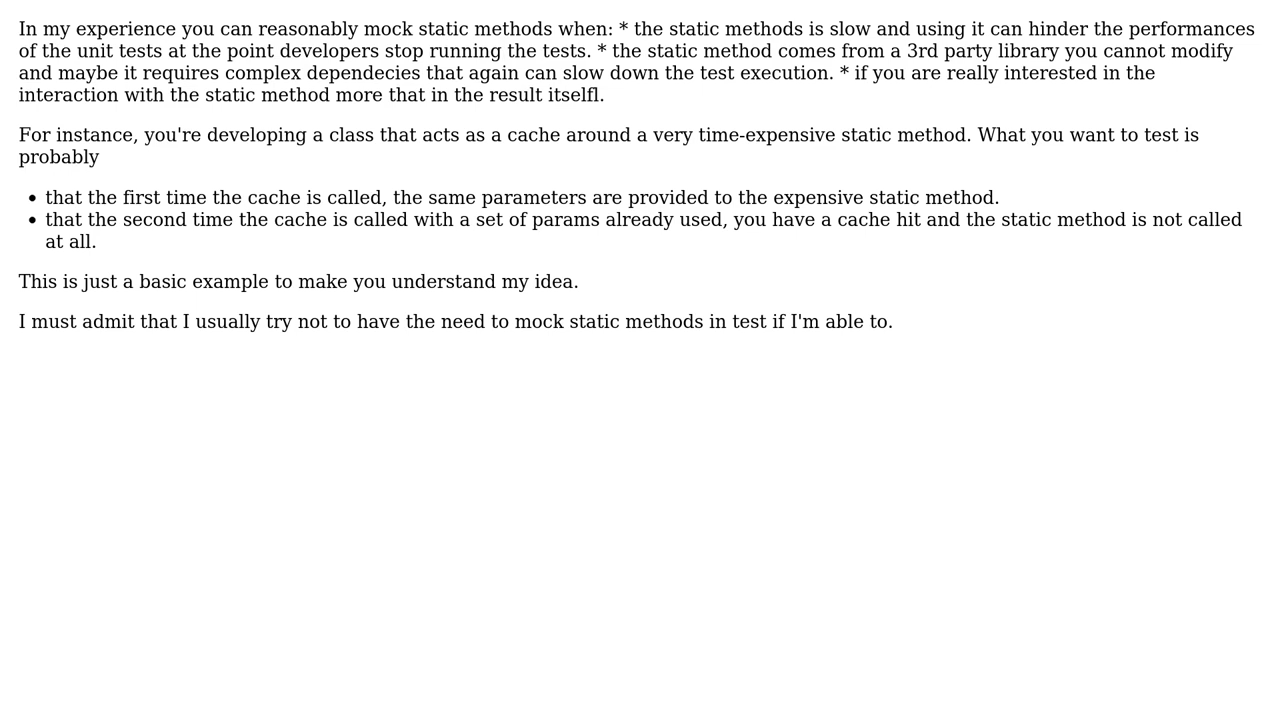 In my experience you can reasonably mock static methods when: * the static methods is slow and using it can hinder the performances
of the unit tests at the point developers stop running the tests. * the static method comes from a 3rd party library you cannot modify
and maybe it requires complex dependecies that again can slow down the test execution. * if you are really interested in the
interaction with the static method more that in the result itselfl.
For instance, you're developing a class that acts as a cache around a very time-expensive static method. What you want to test is
probably
• that the first time the cache is called, the same parameters are provided to the expensive static method.
• that the second time the cache is called with a set of params already used, you have a cache hit and the static method is not called
at all.
This is just a basic example to make you understand my idea.
I must admit that I usually try not to have the need to mock static methods in test if I'm able to.